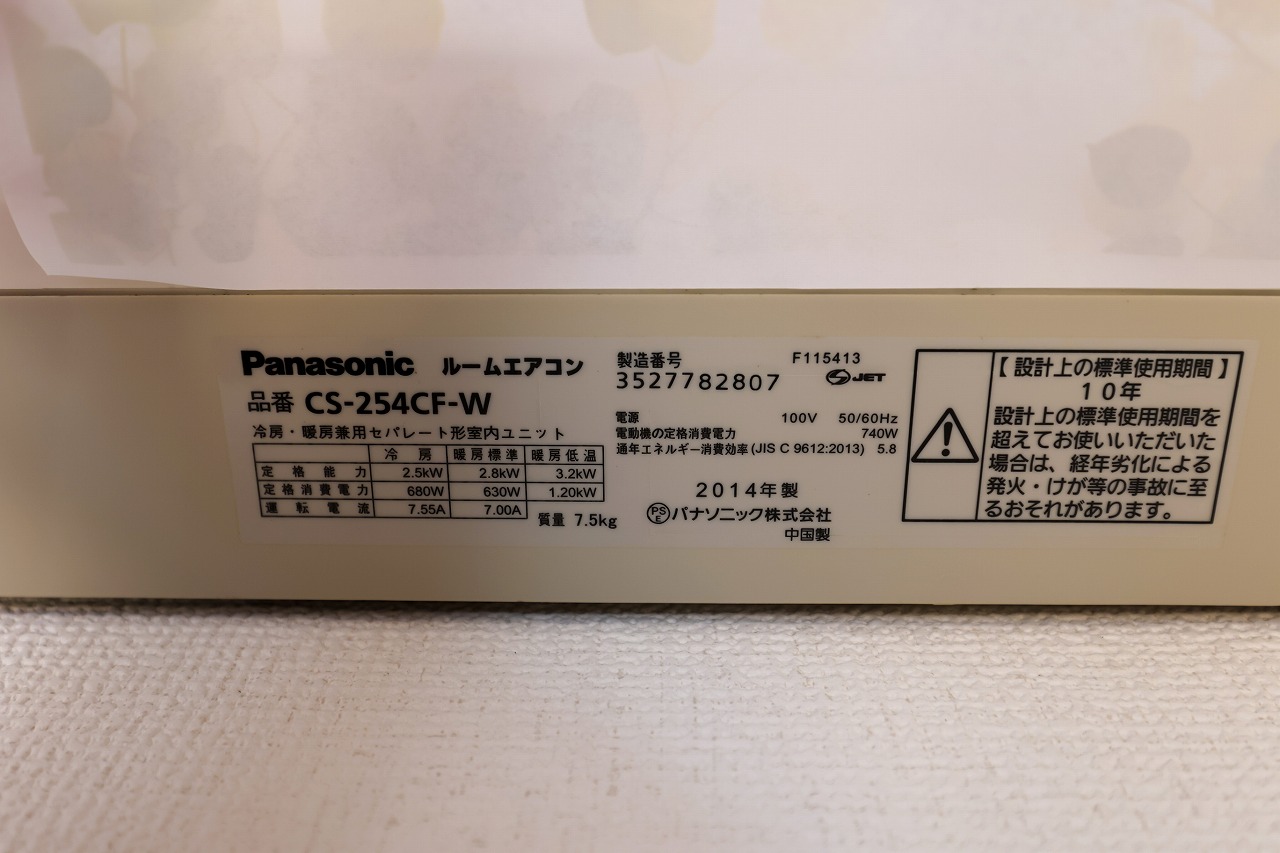 Panasonic ルームエアコン
品番 CS-254CF-W
冷房・暖房兼用セパレート形室内ユニット
冷房 暖房標準 暖房低温
定格能力 2.5kW 2.8kW 3.2kW
定格消費電力 680W 630W 1.20kW
運転電流 7.55A 7.00A
質量 7.5kg
製造番号 F115413
3527782807 S JET
電源 100V 50/60Hz
電動機の定格消費電力 740W
通年エネルギー消費効率(JIS C 9612:2013) 5.8
2014年製
PSE パナソニック株式会社
中国製
【設計上の標準使用期間】
10年
設計上の標準使用期間を
超えてお使いいただいた
場合は、経年劣化による
発火・けが等の事故に至
るおそれがあります。